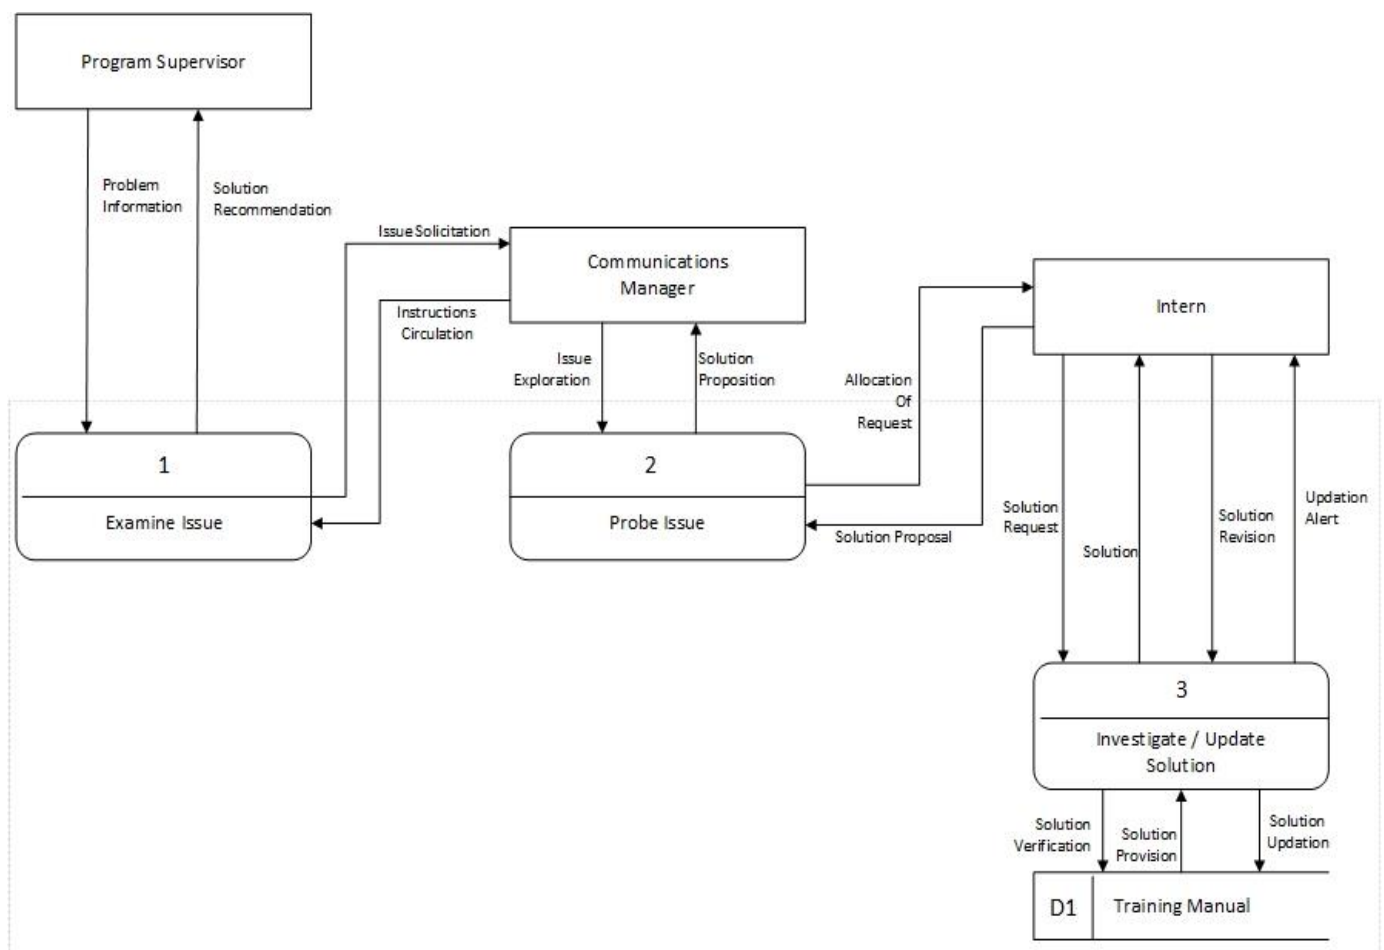 Program Supervisor
Problem
Information
Solution
Recommendation
Issue Solicitation
Communications
Manager
Instructions
Circulation
Intern
Issue
Exploration
Solution
Proposition
Allocation
Of
Request
1
Examine Issue
2
Probe Issue
Solution Proposal
Solution
Request
Solution
Solution
Revision
Updation
Alert
3
Investigate / Update
Solution
Solution
Verification
Solution
Provision
Solution
Updation
D1
Training Manual